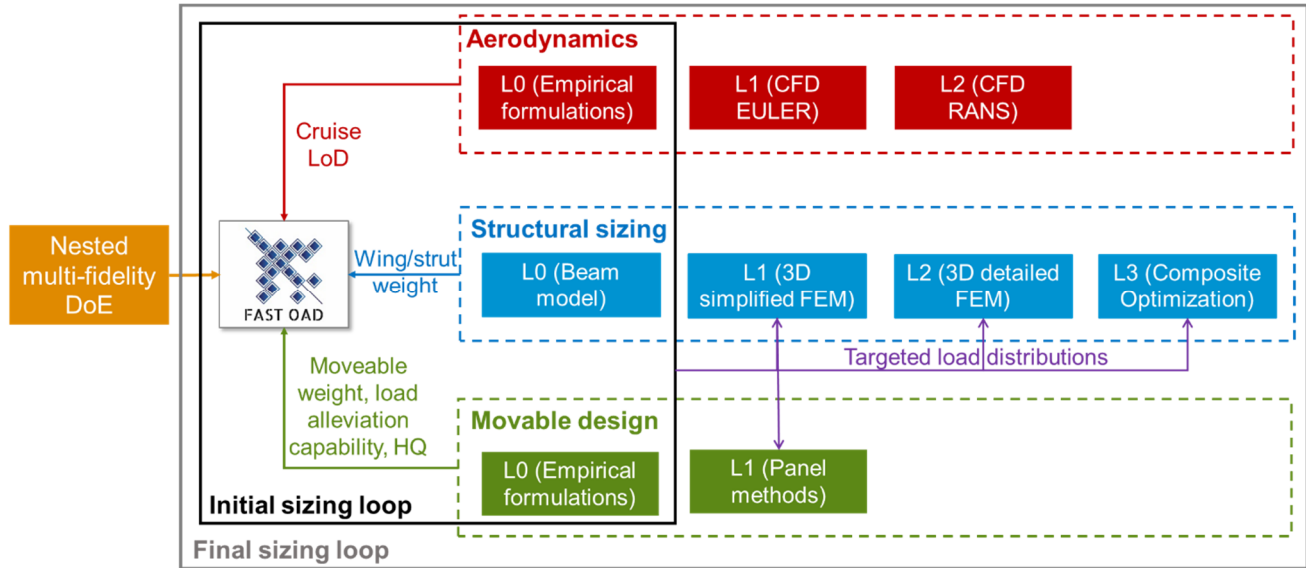 Aerodynamics
L0 (Empirical
formulations)
L1 (CFD
EULER)
L2 (CFD
RANS)
Cruise
LoD
Nested
multi-fidelity
DoE
FAST OAD
Wing/strut
weight
Structural sizing
L0 (Beam
model)
L1 (3D
simplified FEM)
L2 (3D detailed
FEM)
L3 (Composite
Optimization)
Targeted load distributions
Moveable
weight, load
alleviation
capability, HQ
Movable design
L0 (Empirical
formulations)
L1 (Panel
methods)
Initial sizing loop
Final sizing loop